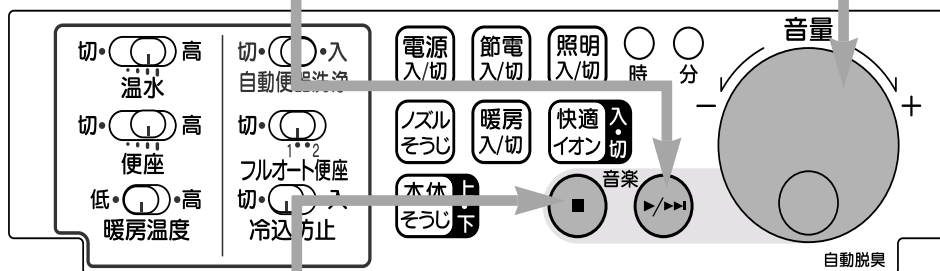 切 高
温水
切 高
便座
低 高
暖房温度
切 入
自動便器洗浄
切
1 2
フルオート便座
切 入
冷込防止
電源
入/切
節電
入/切
照明
入/切
時 分
ノズル
そうじ
暖房
入/切
快適
イオン
入・切
本体
そうじ
上・下
音楽
音量
− +
自動脱臭